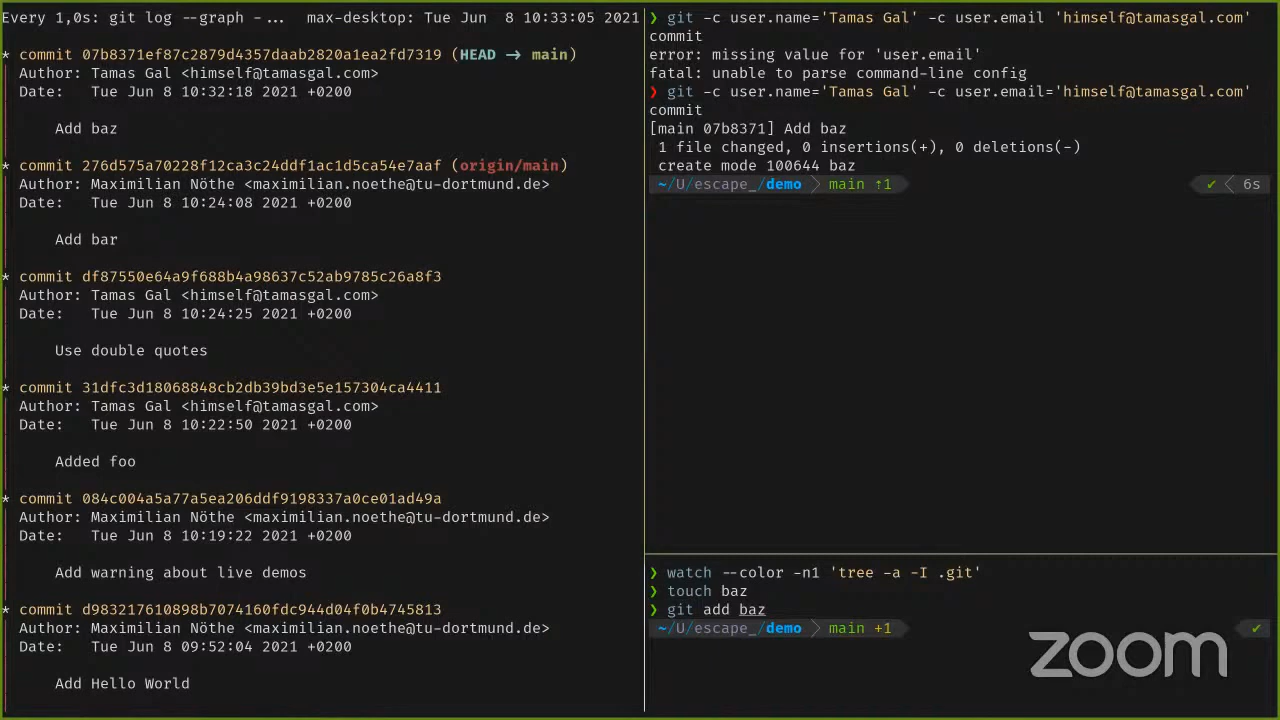 Every 1,0s: git log --graph -...  max-desktop: Tue Jun  8 10:33:05 2021
* commit 07b8371ef87c2879d4357daab2820a1ea2fd7319 (HEAD → main)
Author: Tamas Gal <himself@tamasgal.com>
Date:   Tue Jun 8 10:32:18 2021 +0200
Add baz
* commit 276d575a70228f12ca3c24ddf1ac1d5ca54e7aaf (origin/main)
Author: Maximilian Nöthe <maximilian.noethe@tu-dortmund.de>
Date:   Tue Jun 8 10:24:08 2021 +0200
Add bar
* commit df87550e64a9f688b4a98637c52ab9785c26a8f3
Author: Tamas Gal <himself@tamasgal.com>
Date:   Tue Jun 8 10:24:25 2021 +0200
Use double quotes
* commit 31dfc3d18068848cb2db39bd3e5e157304ca4411
Author: Tamas Gal <himself@tamasgal.com>
Date:   Tue Jun 8 10:22:50 2021 +0200
Added foo
* commit 084c004a5a77a5ea206ddf9198337a0ce01ad49a
Author: Maximilian Nöthe <maximilian.noethe@tu-dortmund.de>
Date:   Tue Jun 8 10:19:22 2021 +0200
Add warning about live demos
* commit d983217610898b7074160fdc944d04f0b4745813
Author: Maximilian Nöthe <maximilian.noethe@tu-dortmund.de>
Date:   Tue Jun 8 09:52:04 2021 +0200
Add Hello World
❯ git -c user.name='Tamas Gal' -c user.email 'himself@tamasgal.com'
commit
error: missing value for 'user.email'
fatal: unable to parse command-line config
❯ git -c user.name='Tamas Gal' -c user.email='himself@tamasgal.com'
commit
[main 07b8371] Add baz
1 file changed, 0 insertions(+), 0 deletions(-)
create mode 100644 baz
~/U/escape_/demo main ⇡1 ✔ 6s
❯ watch --color -n1 'tree -a -I .git'
❯ touch baz
❯ git add baz
~/U/escape_/demo main +1 ✔
zoom